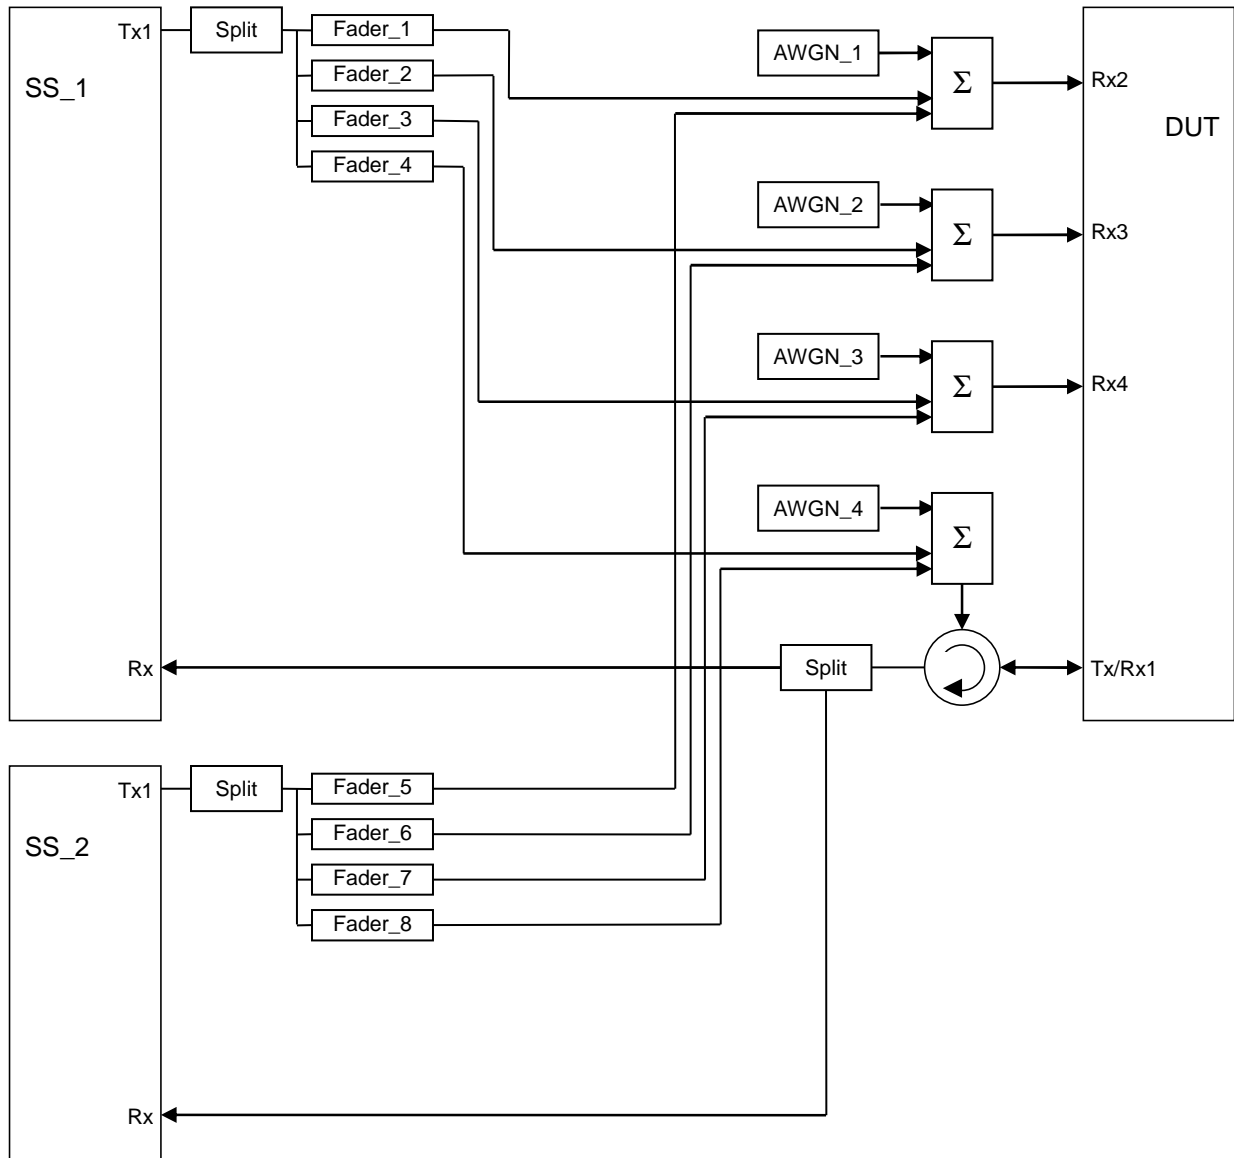 Tx1
Split
Fader_1
Fader_2
Fader_3
Fader_4
SS_1
AWGN_1
Σ
Rx2
DUT
AWGN_2
Σ
Rx3
AWGN_3
Σ
Rx4
AWGN_4
Σ
Rx
Split
Tx/Rx1
Tx1
Split
Fader_5
Fader_6
Fader_7
Fader_8
SS_2
Rx